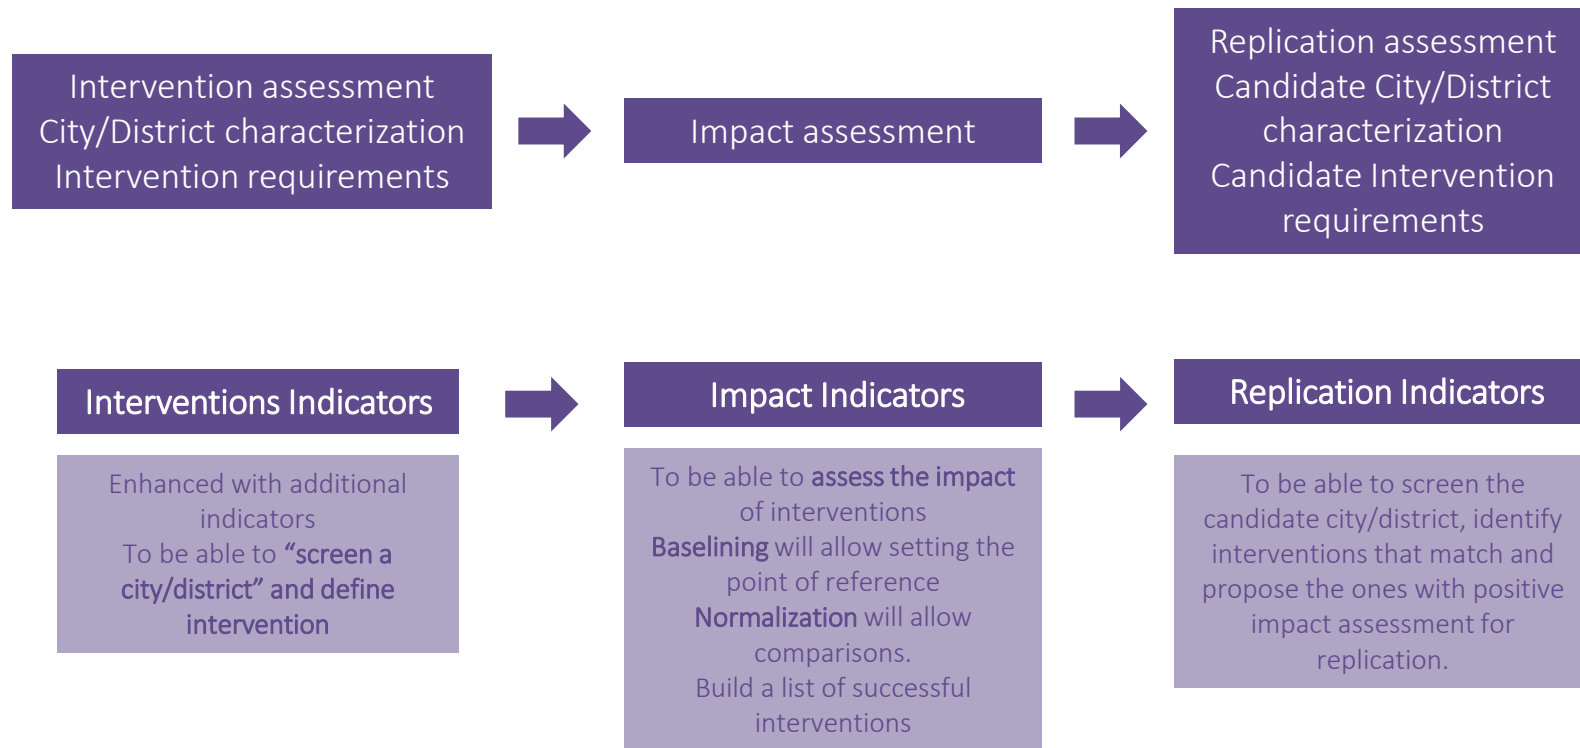 Intervention assessment
City/District characterization
Intervention requirements
Impact assessment
Replication assessment
Candidate City/District
characterization
Candidate Intervention
requirements
Interventions Indicators
Enhanced with additional
indicators
To be able to “screen a
city/district” and define
intervention
Impact Indicators
To be able to assess the impact
of interventions
Baselining will allow setting the
point of reference
Normalization will allow
comparisons.
Build a list of successful
interventions
Replication Indicators
To be able to screen the
candidate city/district, identify
interventions that match and
propose the ones with positive
impact assessment for
replication.